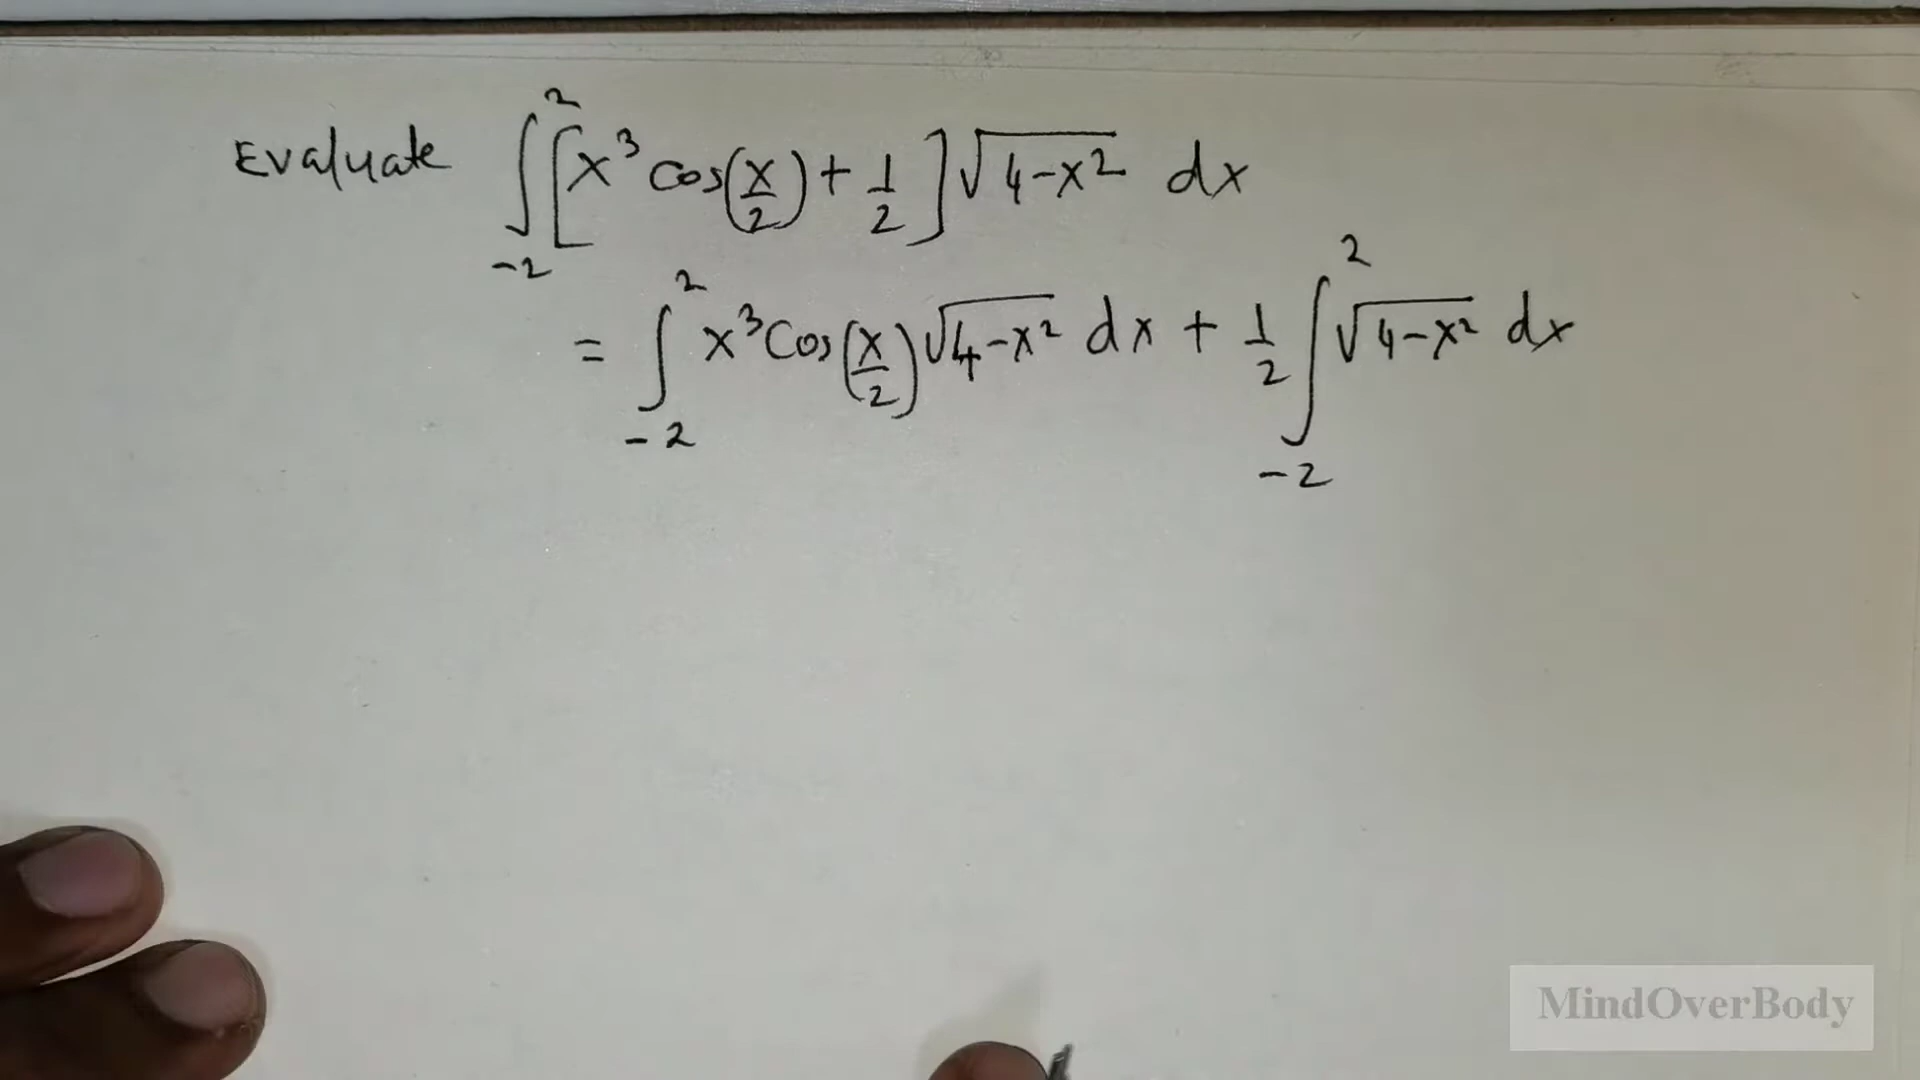 Evaluate ∫_{-2}^{2} [x³ cos(x/2) + 1/2] √(4-x²) dx
= ∫_{-2}^{2} x³ Cos(x/2) √(4-x²) dx + 1/2 ∫_{-2}^{2} √(4-x²) dx
MindOverBody